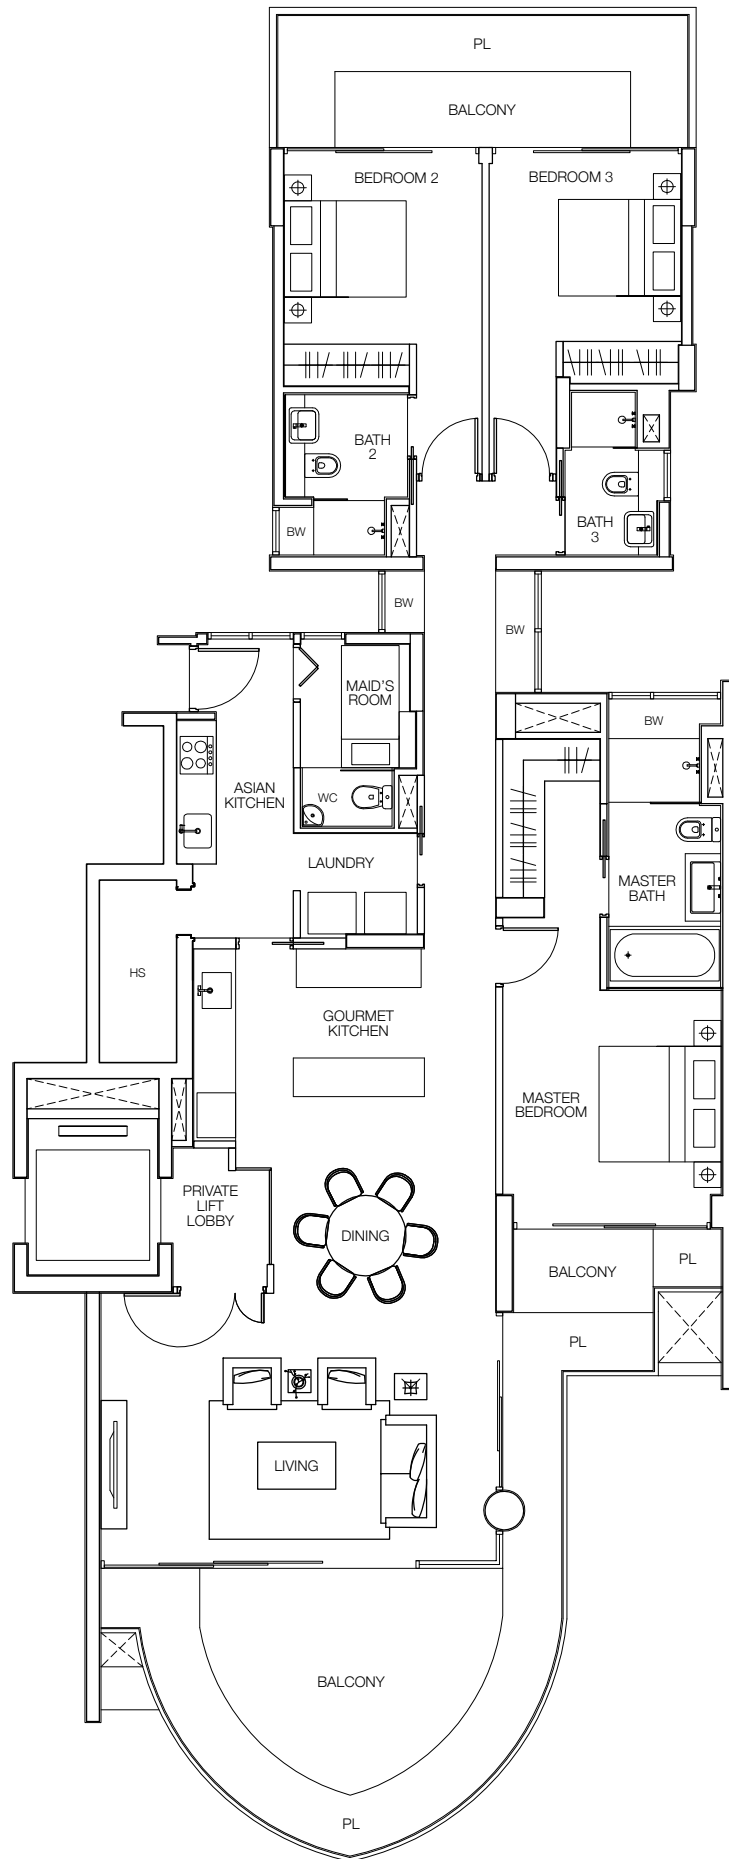 PL
BALCONY
BEDROOM 2
BEDROOM 3
BATH
2
BATH
3
BW
BW
BW
MAID'S
ROOM
BW
ASIAN
KITCHEN
WC
LAUNDRY
MASTER
BATH
HS
GOURMET
KITCHEN
MASTER
BEDROOM
PRIVATE
LIFT
LOBBY
DINING
BALCONY
PL
PL
LIVING
BALCONY
PL